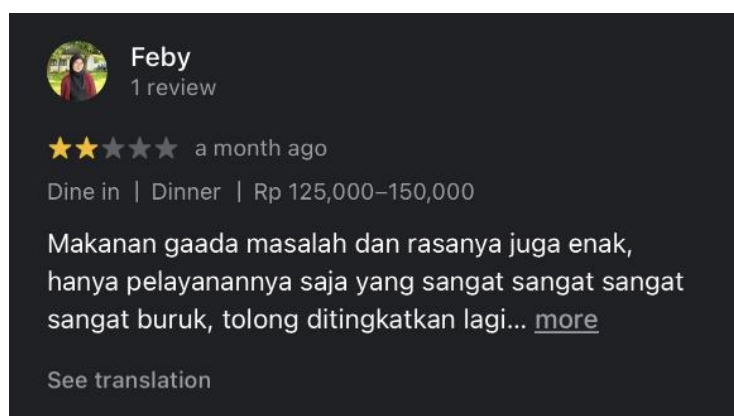 Feby
1 review
a month ago
Dine in | Dinner | Rp 125,000–150,000
Makanan gaada masalah dan rasanya juga enak,
hanya pelayanannya saja yang sangat sangat sangat
sangat buruk, tolong ditingkatkan lagi... more
See translation